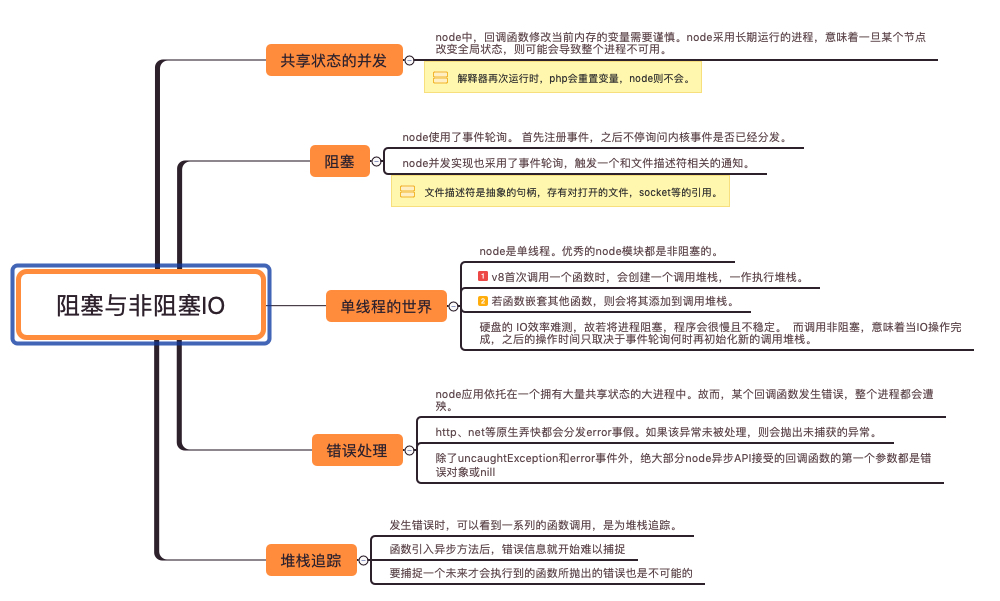 node中，回调函数修改当前内存的变量需要谨慎。node采用长期运行的进程，意味着一旦某个节点
改变全局状态，则可能会导致整个进程不可用。
共享状态的并发
解释器再次运行时，php会重置变量，node则不会。
node使用了事件轮询。 首先注册事件，之后不停询问内核事件是否已经分发。
阻塞
node并发实现也采用了事件轮询，触发一个和文件描述符相关的通知。
文件描述符是抽象的句柄，存有对打开的文件，socket等的引用。
node是单线程。优秀的node模块都是非阻塞的。
1 v8首次调用一个函数时，会创建一个调用堆栈，一作执行堆栈。
阻塞与非阻塞IO
单线程的世界
2 若函数嵌套其他函数，则会将其添加到调用堆栈。
硬盘的 IO效率难测，故若将进程阻塞，程序会很慢且不稳定。 而调用非阻塞，意味着当IO操作完
成，之后的操作时间只取决于事件轮询何时再初始化新的调用堆栈。
node应用依托在一个拥有大量共享状态的大进程中。故而，某个回调函数发生错误，整个进程都会遭
殃。
http、net等原生弄快都会分发error事假。如果该异常未被处理，则会抛出未捕获的异常。
错误处理
除了uncaughtException和error事件外，绝大部分node异步API接受的回调函数的第一个参数都是错
误对象或nill
发生错误时，可以看到一系列的函数调用，是为堆栈追踪。
函数引入异步方法后，错误信息就开始难以捕捉
堆栈追踪
要捕捉一个未来才会执行到的函数所抛出的错误也是不可能的